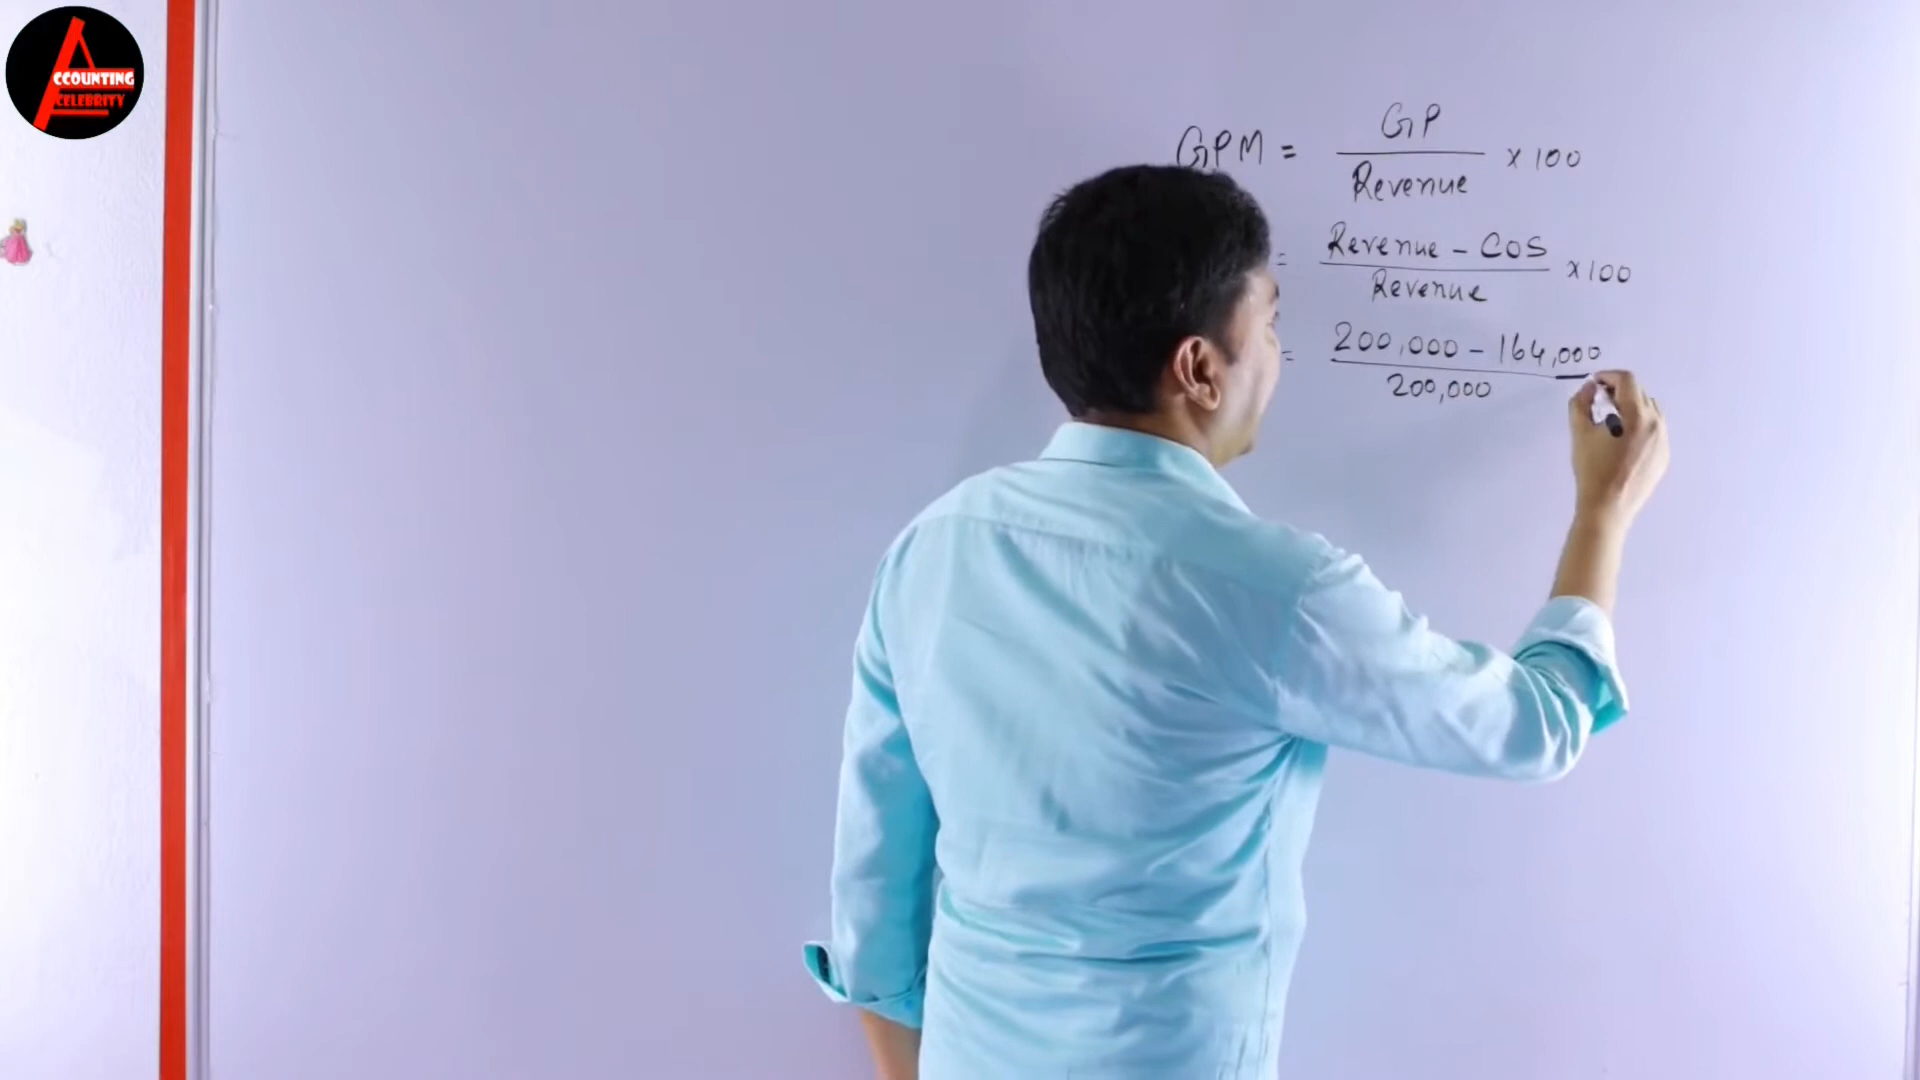 ACCOUNTING
CELEBRITY
GPM = GP / Revenue × 100
= Revenue - COS / Revenue × 100
= 200,000 - 164,000 / 200,000